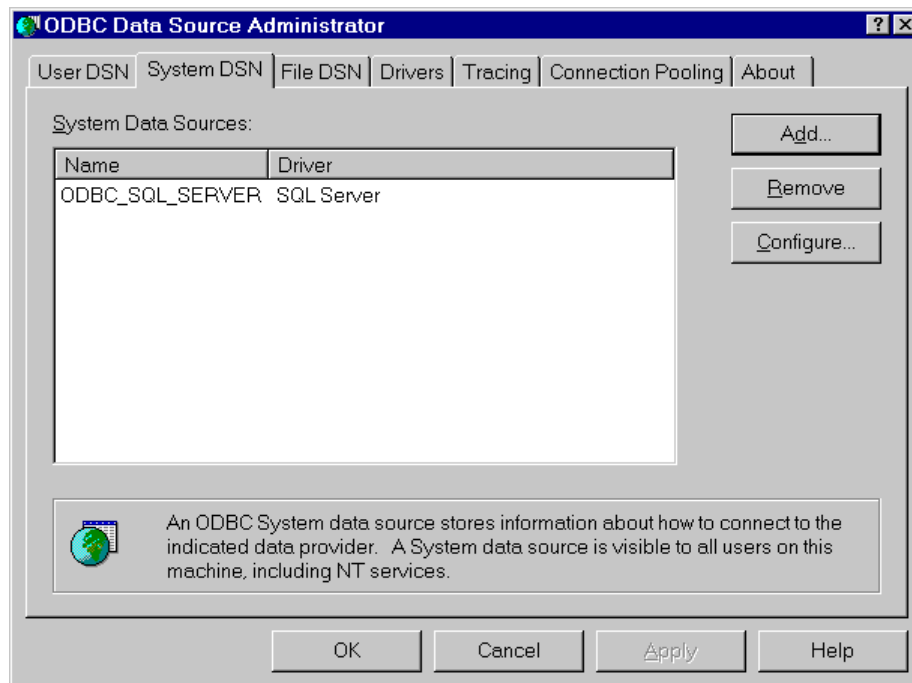 ODBC Data Source Administrator
User DSN System DSN File DSN Drivers Tracing Connection Pooling About
System Data Sources:
Add...
Name Driver
Remove
ODBC_SQL_SERVER SQL Server
Configure...
An ODBC System data source stores information about how to connect to the
indicated data provider. A System data source is visible to all users on this
machine, including NT services.
OK Cancel Apply Help